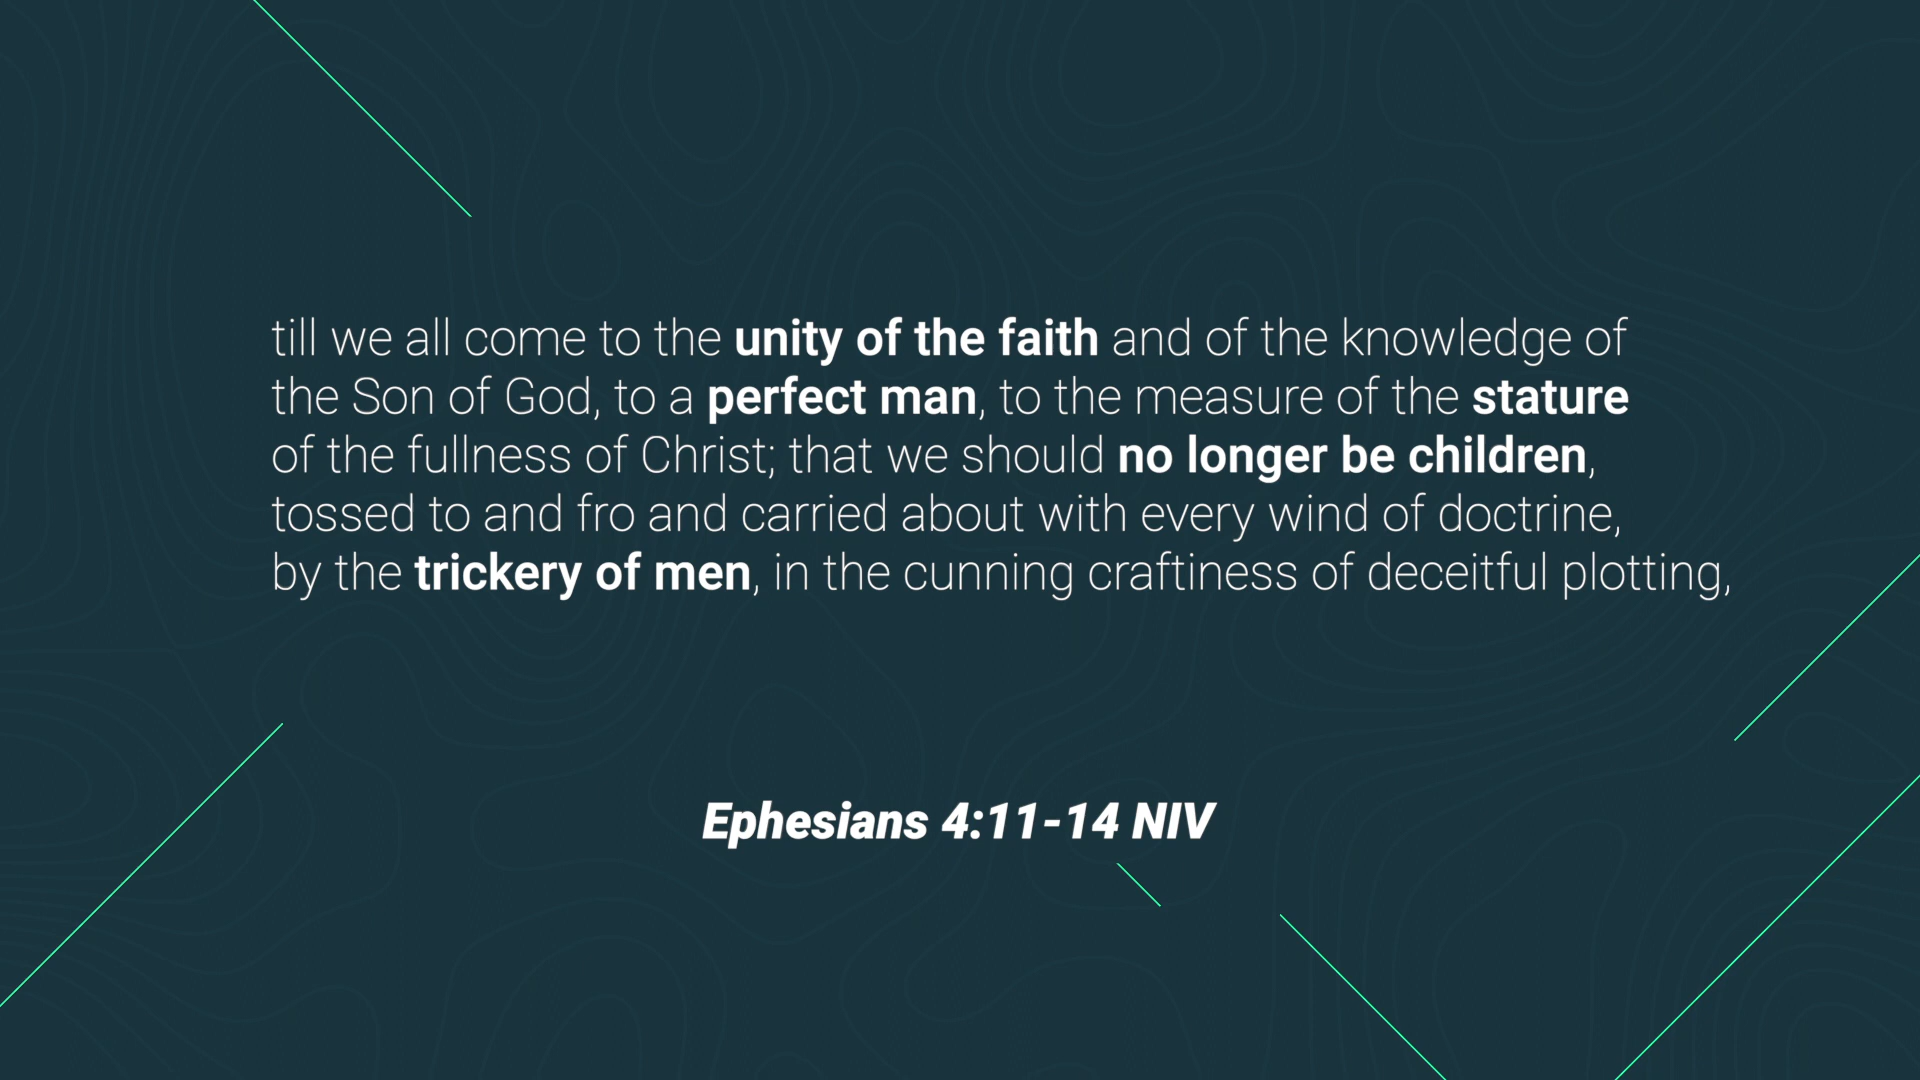 till we all come to the unity of the faith and of the knowledge of
the Son of God, to a perfect man, to the measure of the stature
of the fullness of Christ; that we should no longer be children,
tossed to and fro and carried about with every wind of doctrine,
by the trickery of men, in the cunning craftiness of deceitful plotting,
Ephesians 4:11-14 NIV